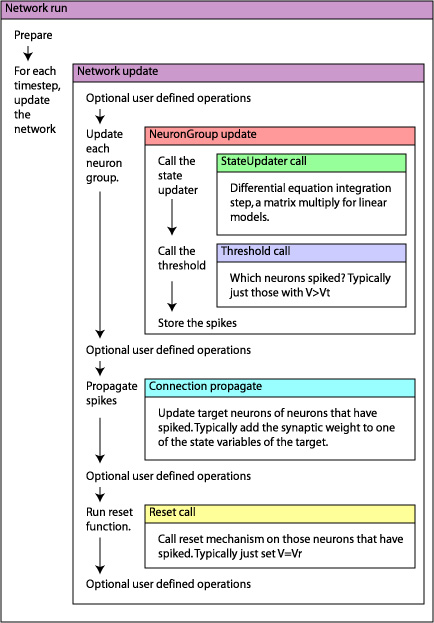 Network run
Prepare
For each
timestep,
update
the
network
Network update
Optional user defined operations
Update
each
neuron
group.
NeuronGroup update
Call the
state
updater
StateUpdater call
Differential equation integration
step, a matrix multiply for linear
models.
Call the
threshold
Threshold call
Which neurons spiked? Typically
just those with V>Vt
Store the spikes
Optional user defined operations
Propagate
spikes
Connection propagate
Update target neurons of neurons that have
spiked. Typically add the synaptic weight to one
of the state variables of the target.
Optional user defined operations
Run reset
function.
Reset call
Call reset mechanism on those neurons that have
spiked. Typically just set V=Vr
Optional user defined operations